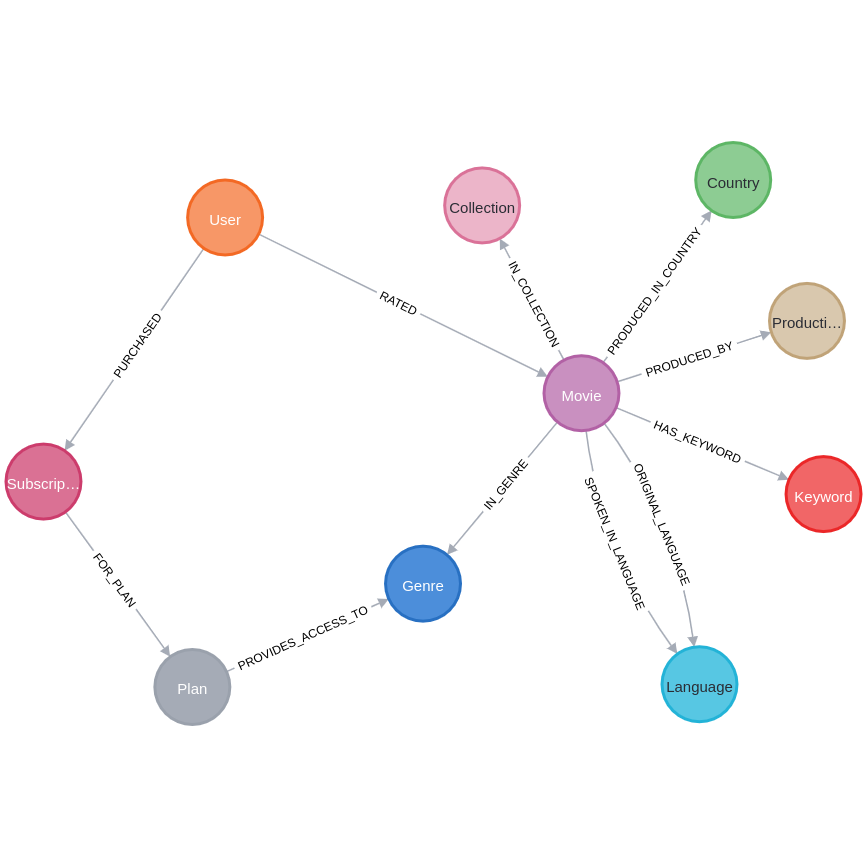 Country
Collection
User
PRODUCED_IN_COUNTRY
IN_COLLECTION
RATED
Producti…
PURCHASED
PRODUCED_BY
Movie
HAS_KEYWORD
IN_GENRE
Subscrip…
Keyword
ORIGINAL_LANGUAGE
SPOKEN_IN_LANGUAGE
FOR_PLAN
Genre
PROVIDES_ACCESS_TO
Plan
Language